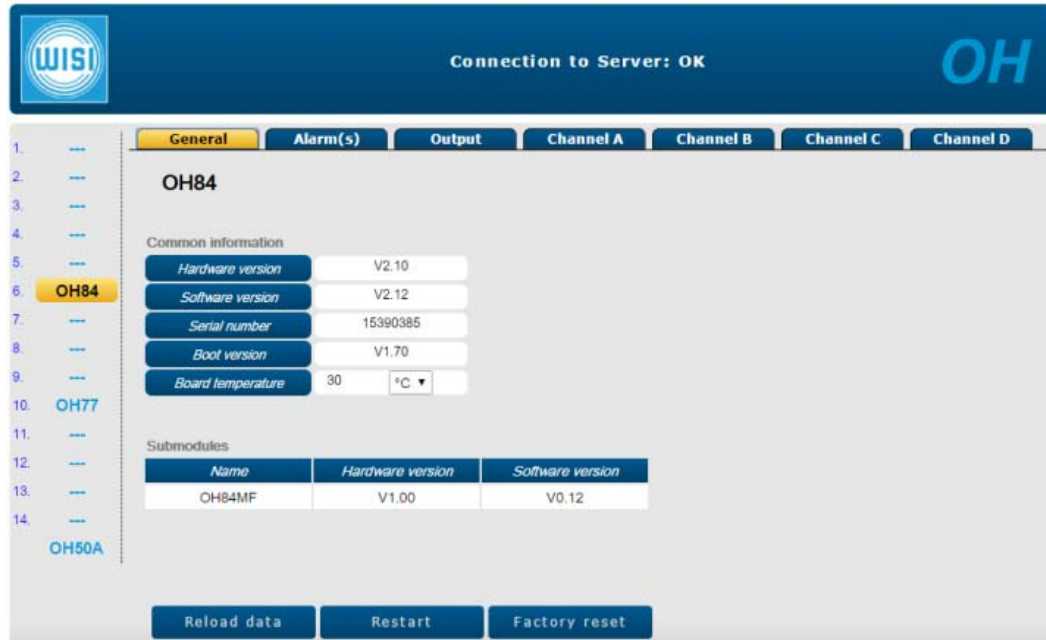 WISI
Connection to Server: OK
OH
General Alarm(s) Output Channel A Channel B Channel C Channel D
1. ---
2. ---
3. ---
4. ---
5. ---
6. OH84
7. ---
8. ---
9. ---
10. OH77
11. ---
12. ---
13. ---
14. ---
OH50A
OH84
Common information
Hardware version V2.10
Software version V2.12
Serial number 15390385
Boot version V1.70
Board temperature 30 °C ▼
Submodules
Name Hardware version Software version
OH84MF V1.00 V0.12
Reload data Restart Factory reset